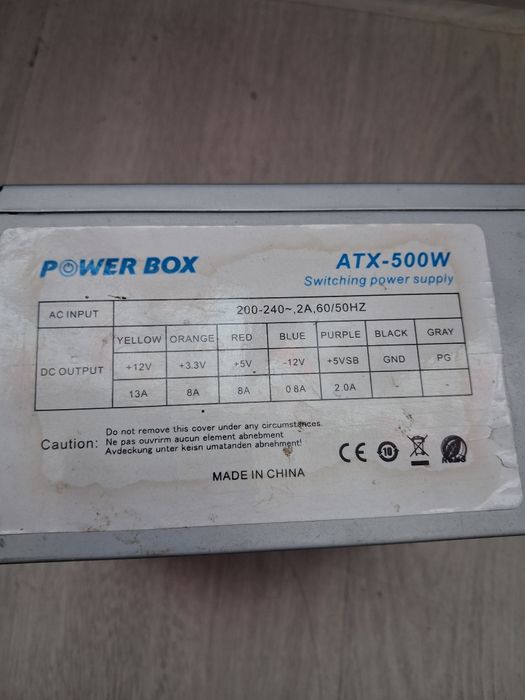 POWER BOX
ATX-500W
Switching power supply
AC INPUT 200-240~,2A,60/50HZ
DC OUTPUT YELLOW ORANGE RED BLUE PURPLE BLACK GRAY
+12V +3.3V +5V -12V +5VSB GND PG
13A 8A 8A 0.8A 2.0A -
Caution: Do not remove this cover under any circumstances.
Ne pas ouvrirm aucun element abnebment
Avdeckung unter keisn umatanden abnehment!
CE 10 ROHS
MADE IN CHINA